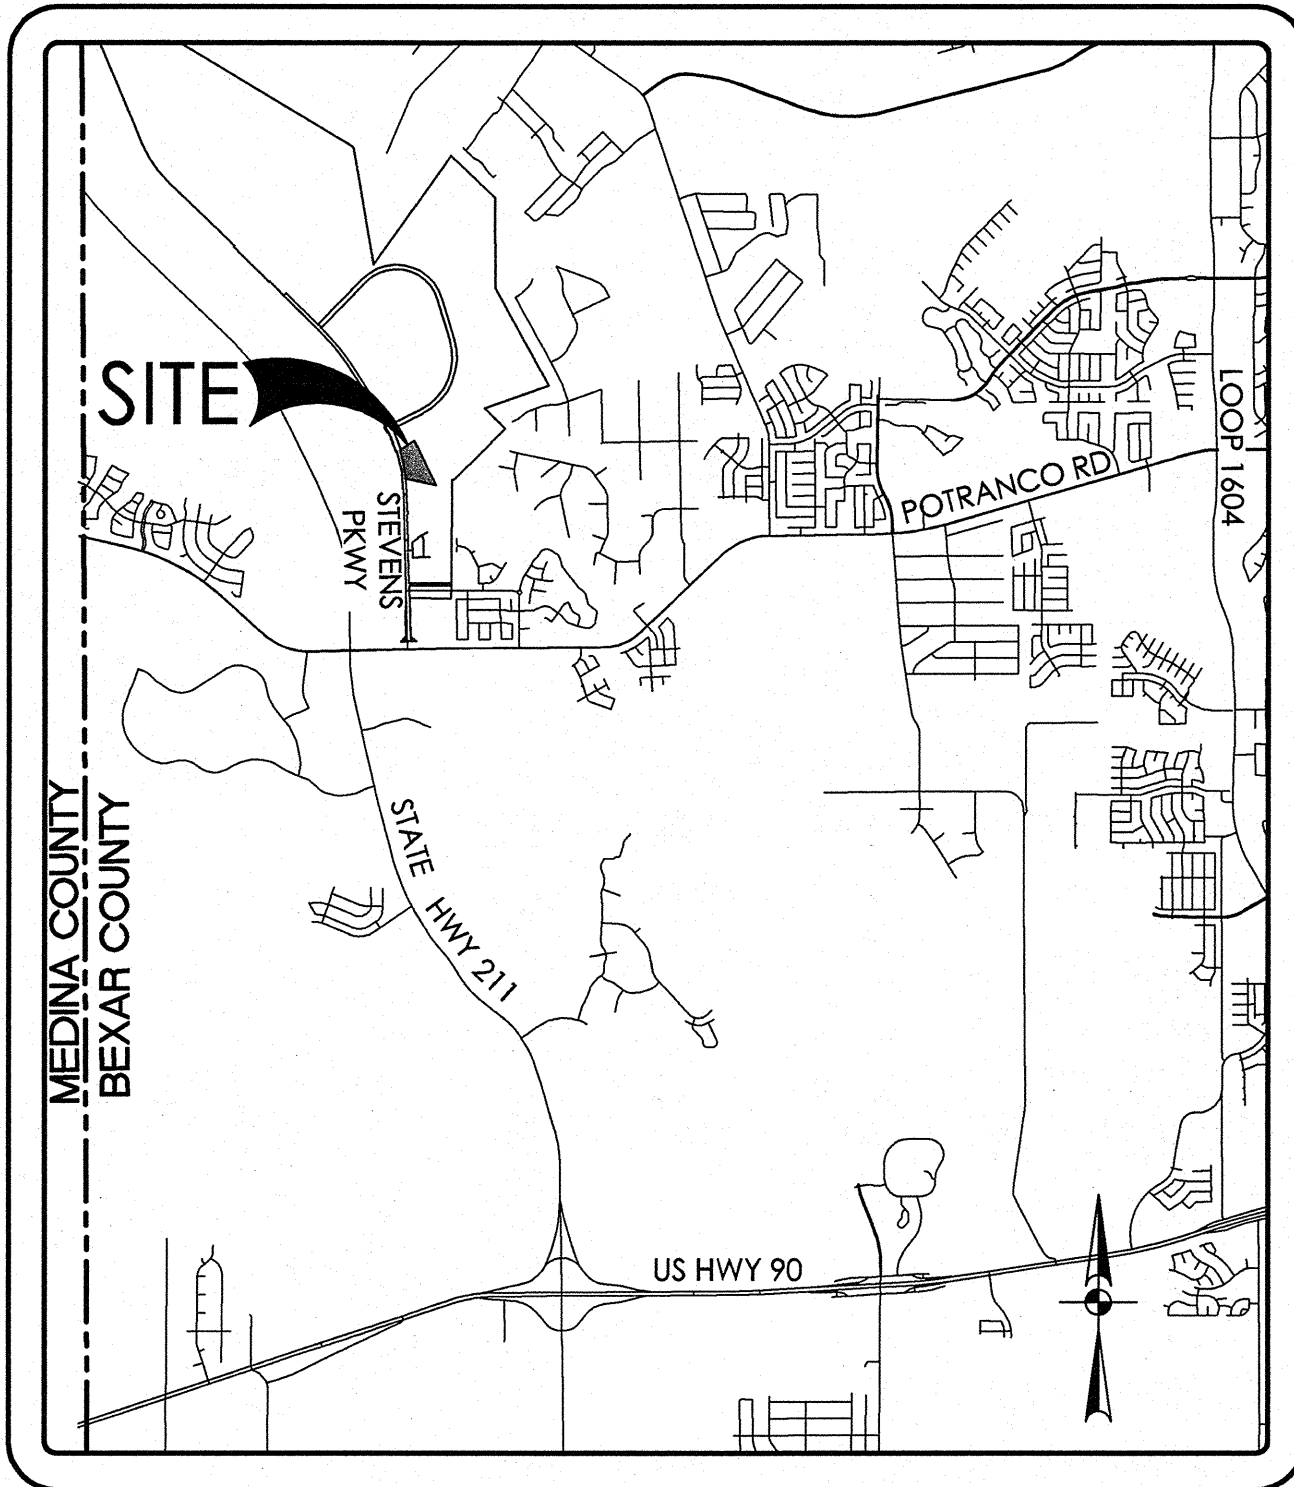 SITE
STEVENS
PKWY
POTRANCO RD
LOOP 1604
MEDINA COUNTY
BEXAR COUNTY
STATE HWY 211
US HWY 90